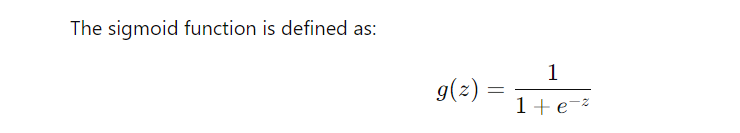 The sigmoid function is defined as:
g(z) = 1 / (1 + e^{-z})